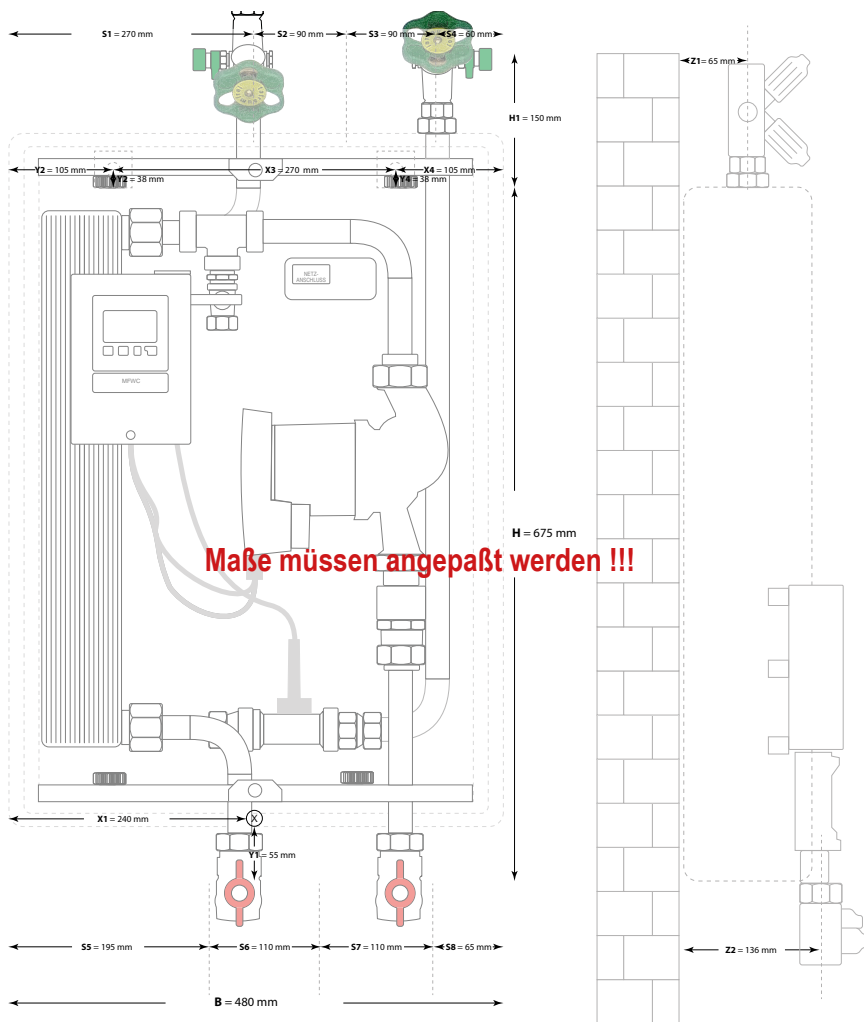 S1 = 270 mm
S2 = 90 mm
S3 = 90 mm
S4 = 60 mm
Z1 = 65 mm
H1 = 150 mm
Y2 = 105 mm
X3 = 270 mm
X4 = 105 mm
Y2 = 38 mm
Y4 = 38 mm
NETZ-
ANSCHLUSS
MFWC
H = 675 mm
Maße müssen angepaßt werden !!!
X1 = 240 mm
X
Y1 = 55 mm
S5 = 195 mm
S6 = 110 mm
S7 = 110 mm
S8 = 65 mm
Z2 = 136 mm
B = 480 mm